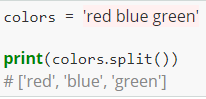 colors = 'red blue green'
print(colors.split())
# ['red', 'blue', 'green']